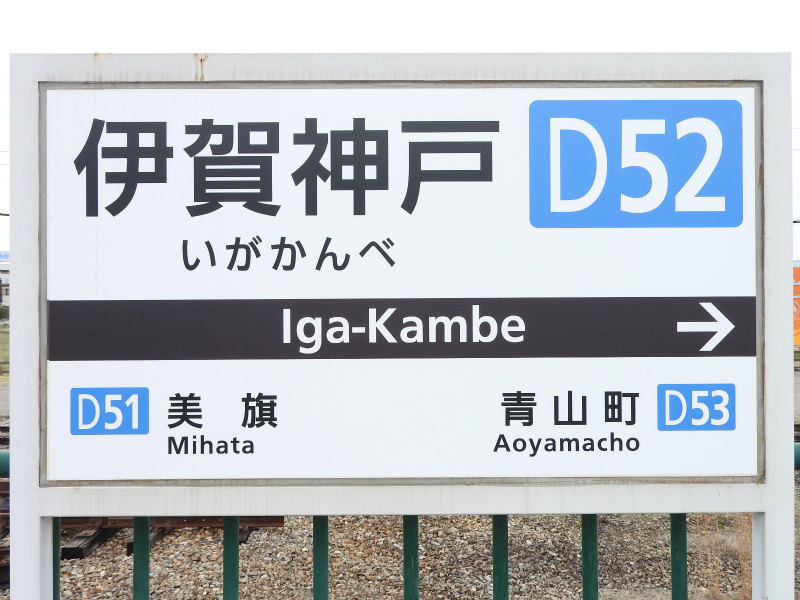 伊賀神戸 D52
いがかんべ
Iga-Kambe →
D51 美旗 青山町 D53
Mihata Aoyamacho